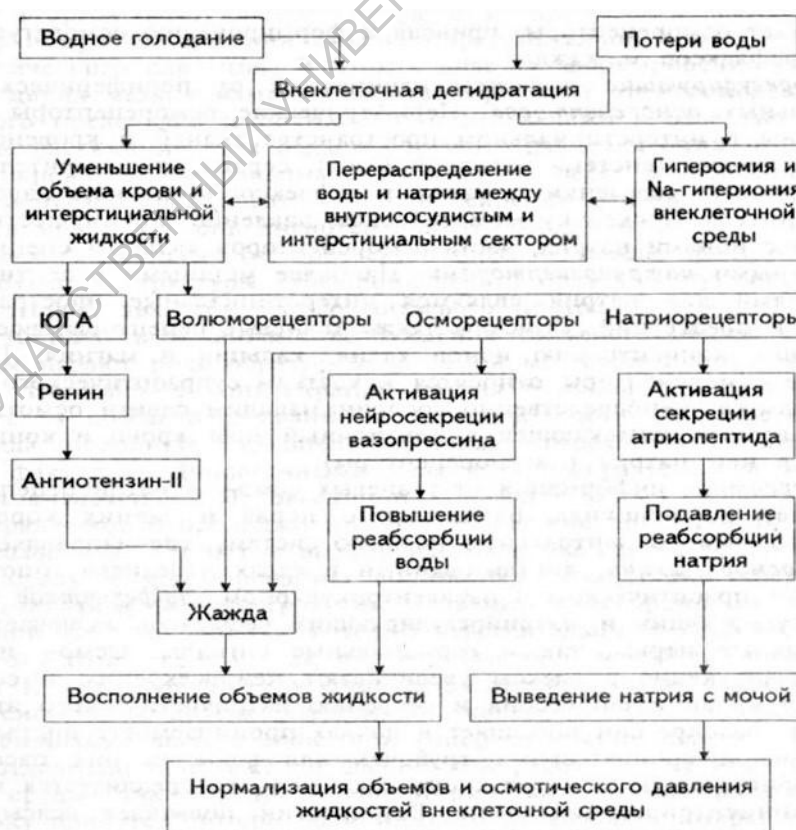 Водное голодание
Потери воды
Внеклеточная дегидратация
Уменьшение
объема крови и
интерстициальной
жидкости
Перераспределение
воды и натрия между
внутрисосудистым и
интерстициальным сектором
Гиперосмия и
Na-гипериония
внеклеточной
среды
ЮГА
Волюморецепторы
Осморецепторы
Натриорецепторы
Ренин
Активация
нейросекреции
вазопрессина
Активация
секреции
атриопептида
Ангиотензин-II
Повышение
реабсорбции
воды
Подавление
реабсорбции
натрия
Жажда
Восполнение объемов жидкости
Выведение натрия с мочой
Нормализация объемов и осмотического давления
жидкостей внеклеточной среды